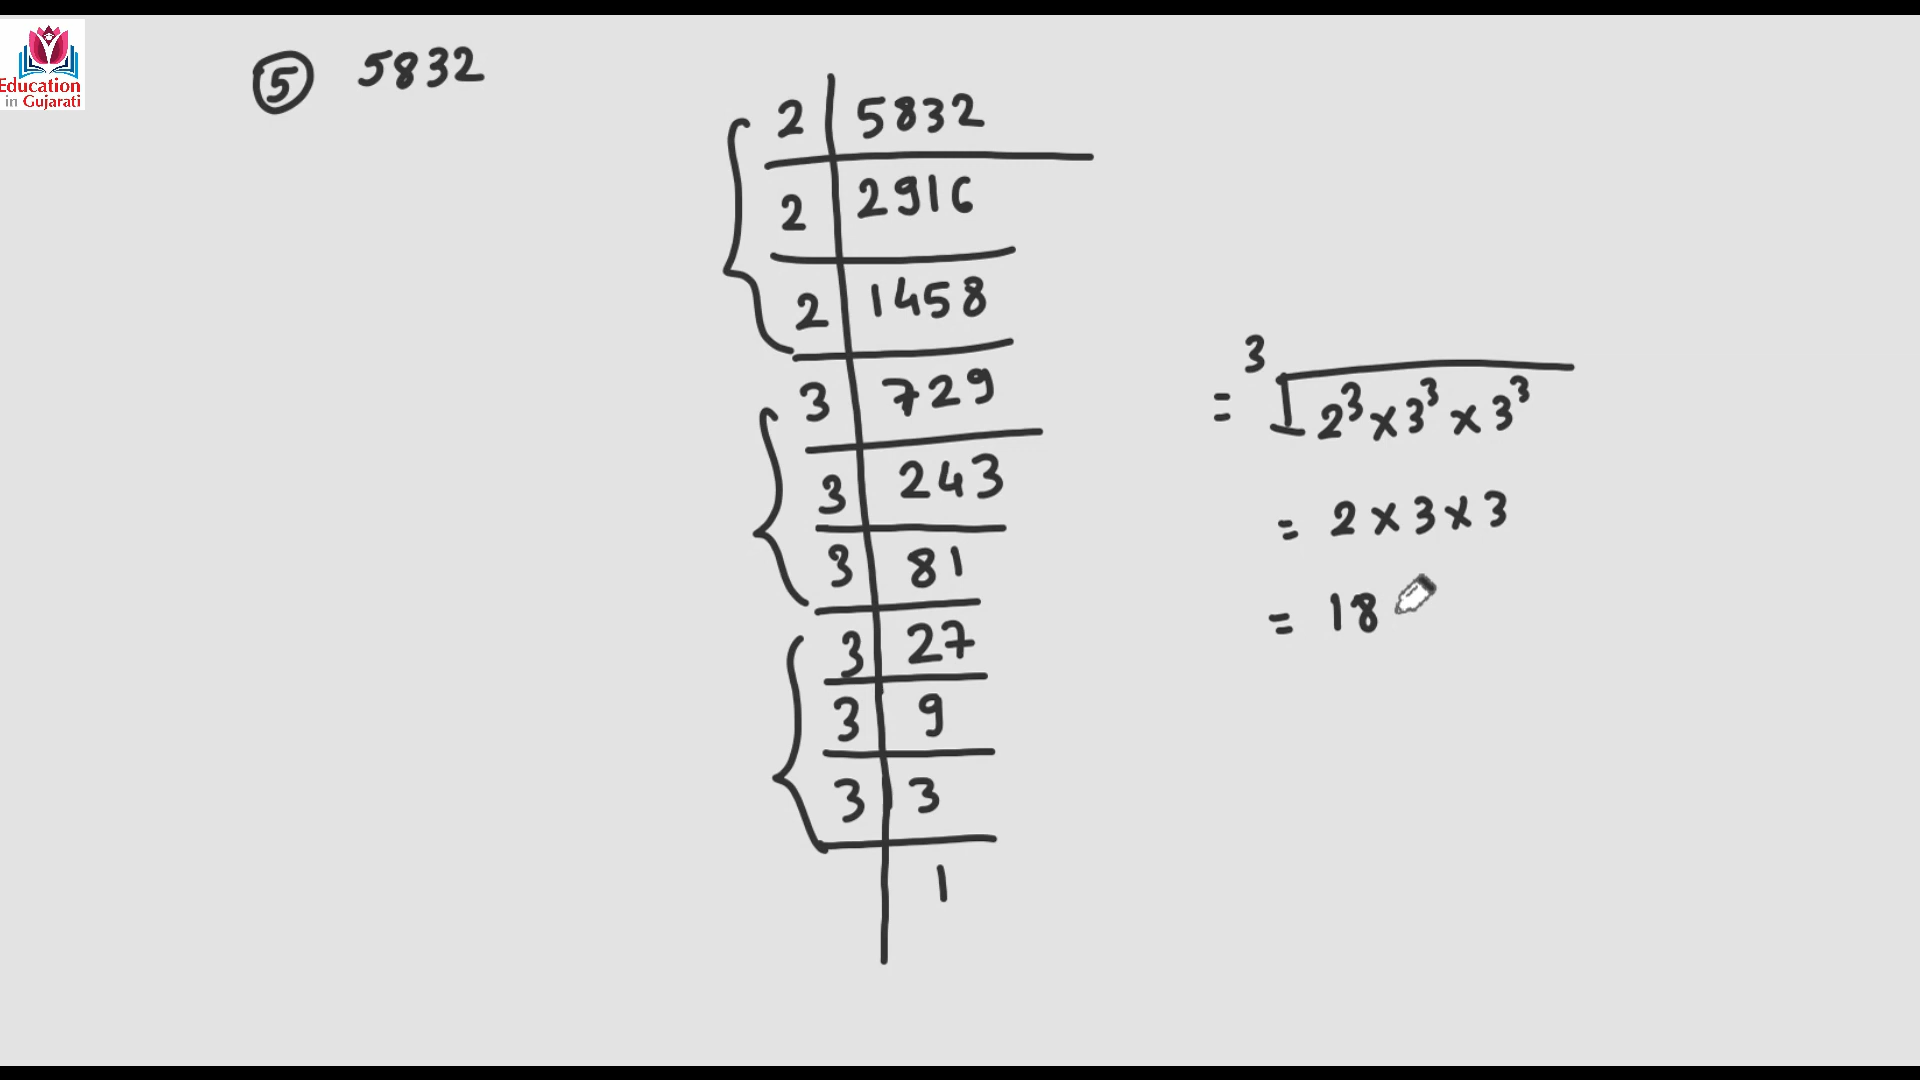 Education
in Gujarati
⑤ 5832
2 | 5832
2 | 2916
2 | 1458
3 | 729
3 | 243
3 | 81
3 | 27
3 | 9
3 | 3
1
= ³√2³ × 3³ × 3³
= 2 × 3 × 3
= 18